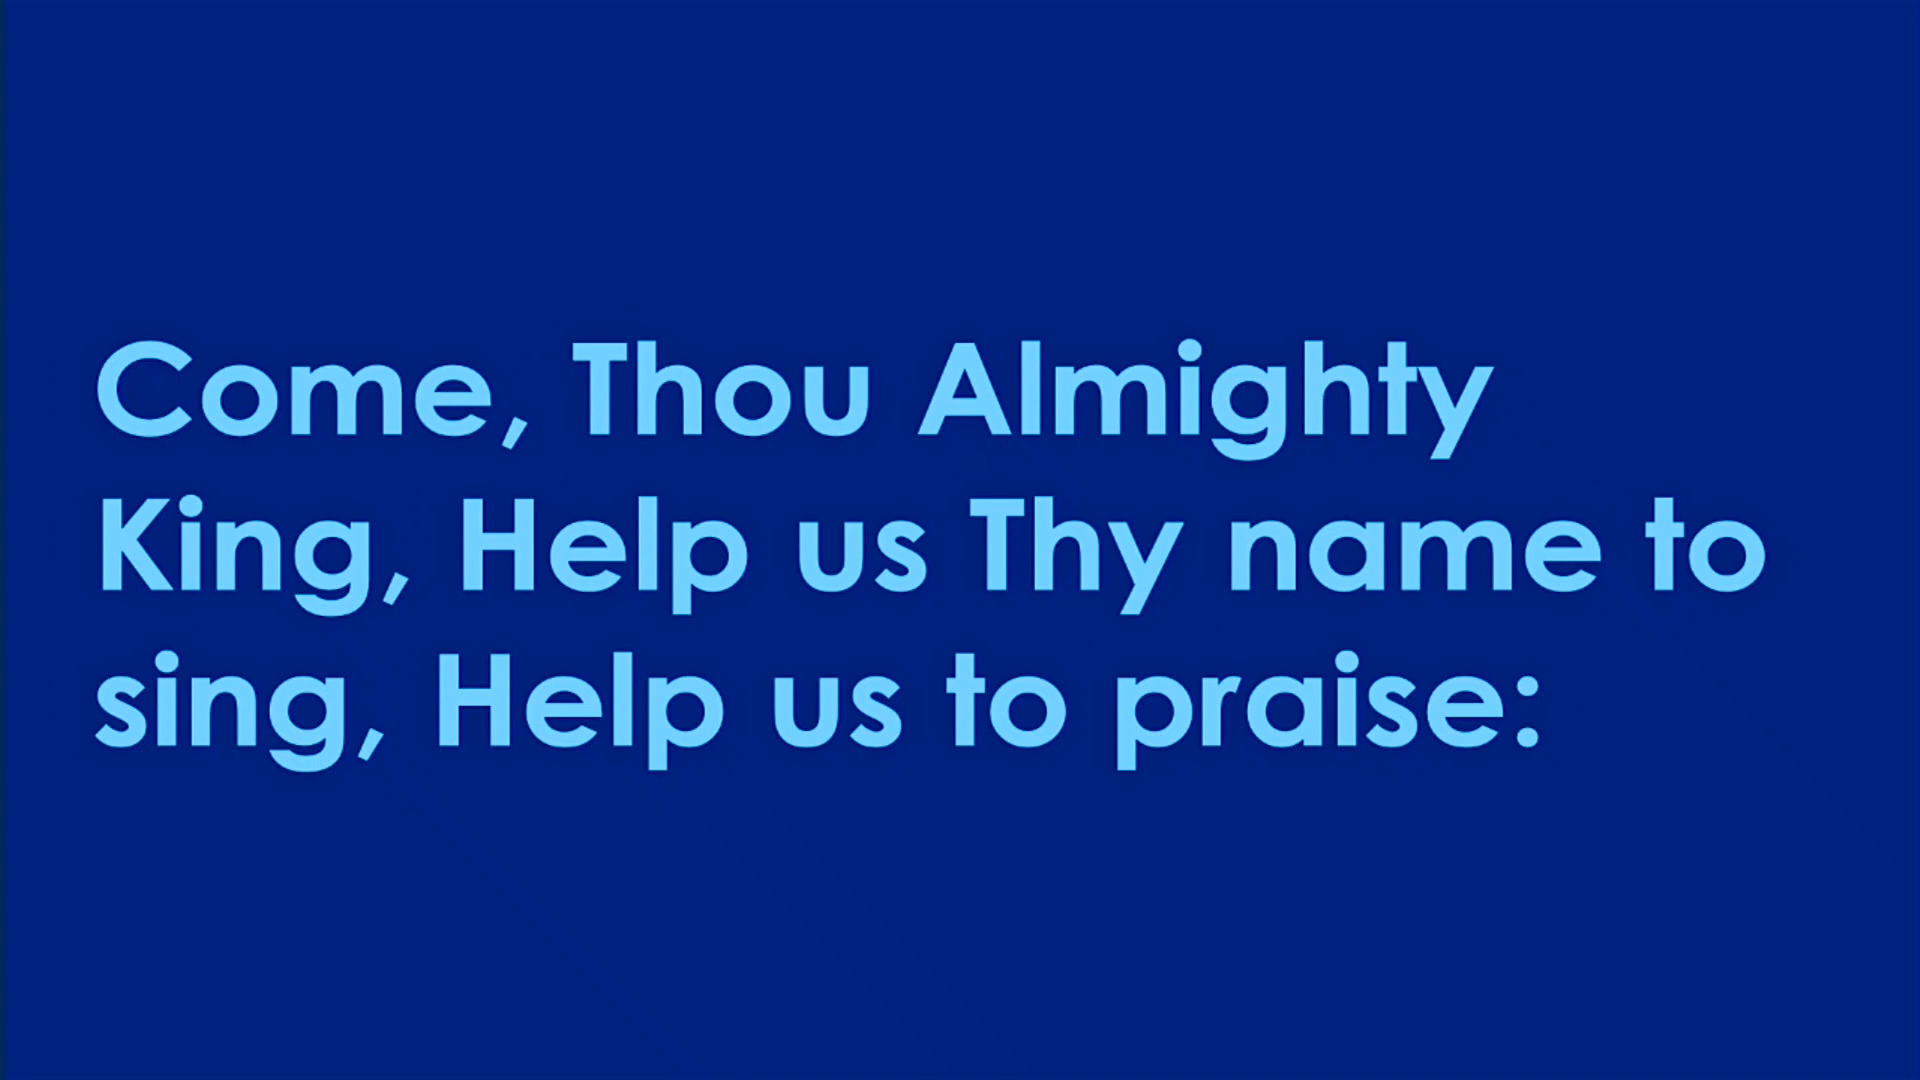 Come, Thou Almighty
King, Help us Thy name to
sing, Help us to praise: